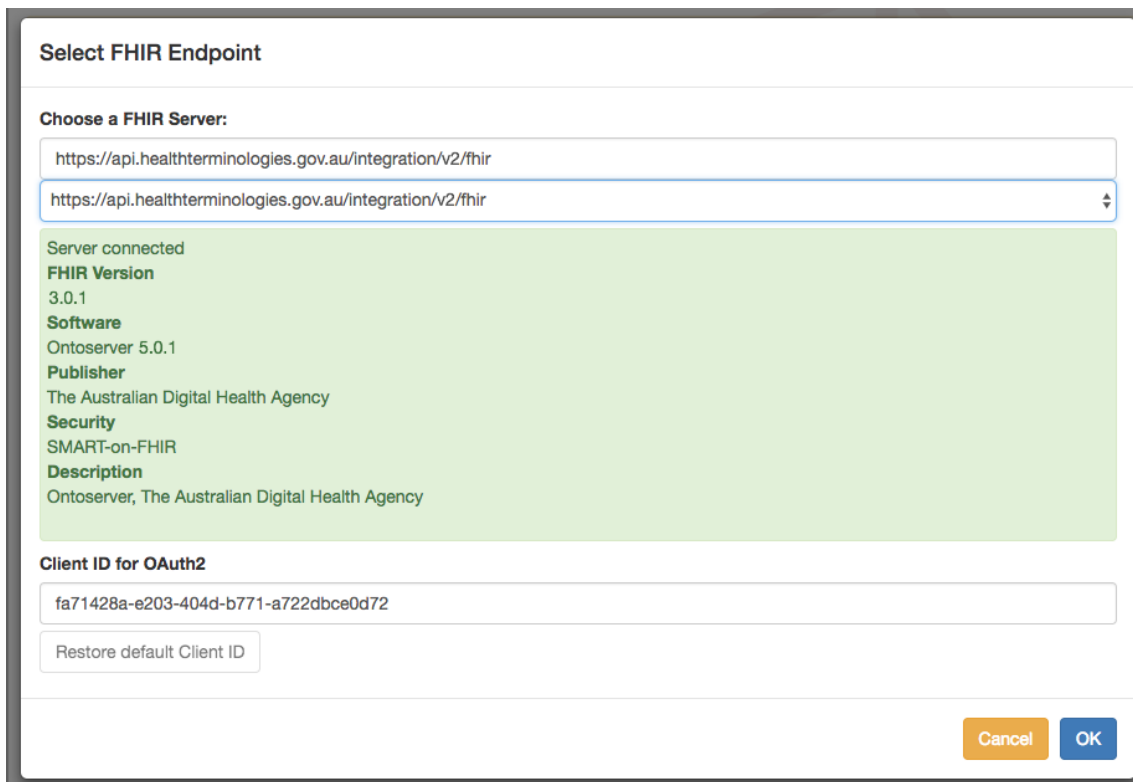 Select FHIR Endpoint
Choose a FHIR Server:
https://api.healthterminologies.gov.au/integration/v2/fhir
https://api.healthterminologies.gov.au/integration/v2/fhir
Server connected
FHIR Version
3.0.1
Software
Ontoserver 5.0.1
Publisher
The Australian Digital Health Agency
Security
SMART-on-FHIR
Description
Ontoserver, The Australian Digital Health Agency
Client ID for OAuth2
fa71428a-e203-404d-b771-a722dbce0d72
Restore default Client ID
Cancel OK